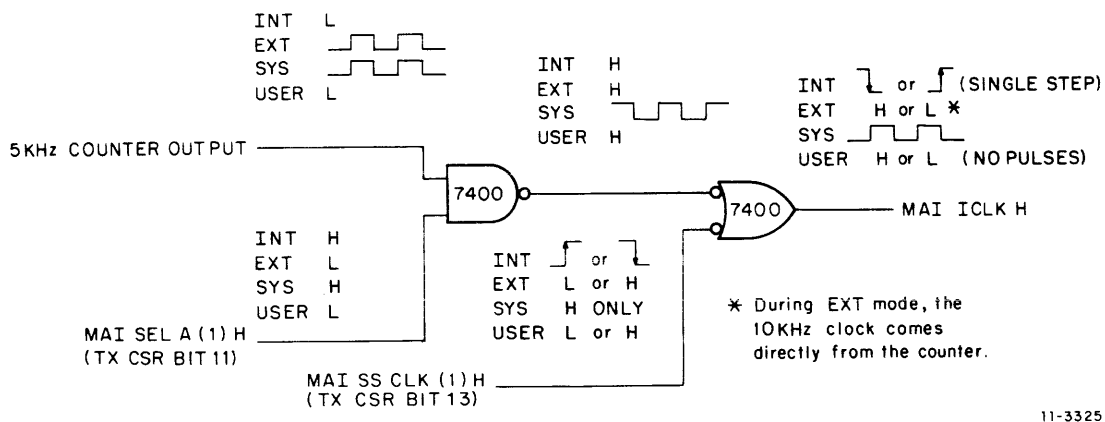 INT L
EXT
SYS
USER L
INT H
EXT H
SYS
USER H
INT or (SINGLE STEP)
EXT H or L *
SYS
USER H or L (NO PULSES)
5KHz COUNTER OUTPUT
7400
7400
MAI ICLK H
INT H
EXT L
SYS H
USER L
INT or
EXT L or H
SYS H ONLY
USER L or H
* During EXT mode, the
10KHz clock comes
directly from the counter.
MAI SEL A (1) H
(TX CSR BIT 11)
MAI SS CLK (1) H
(TX CSR BIT 13)
11-3325